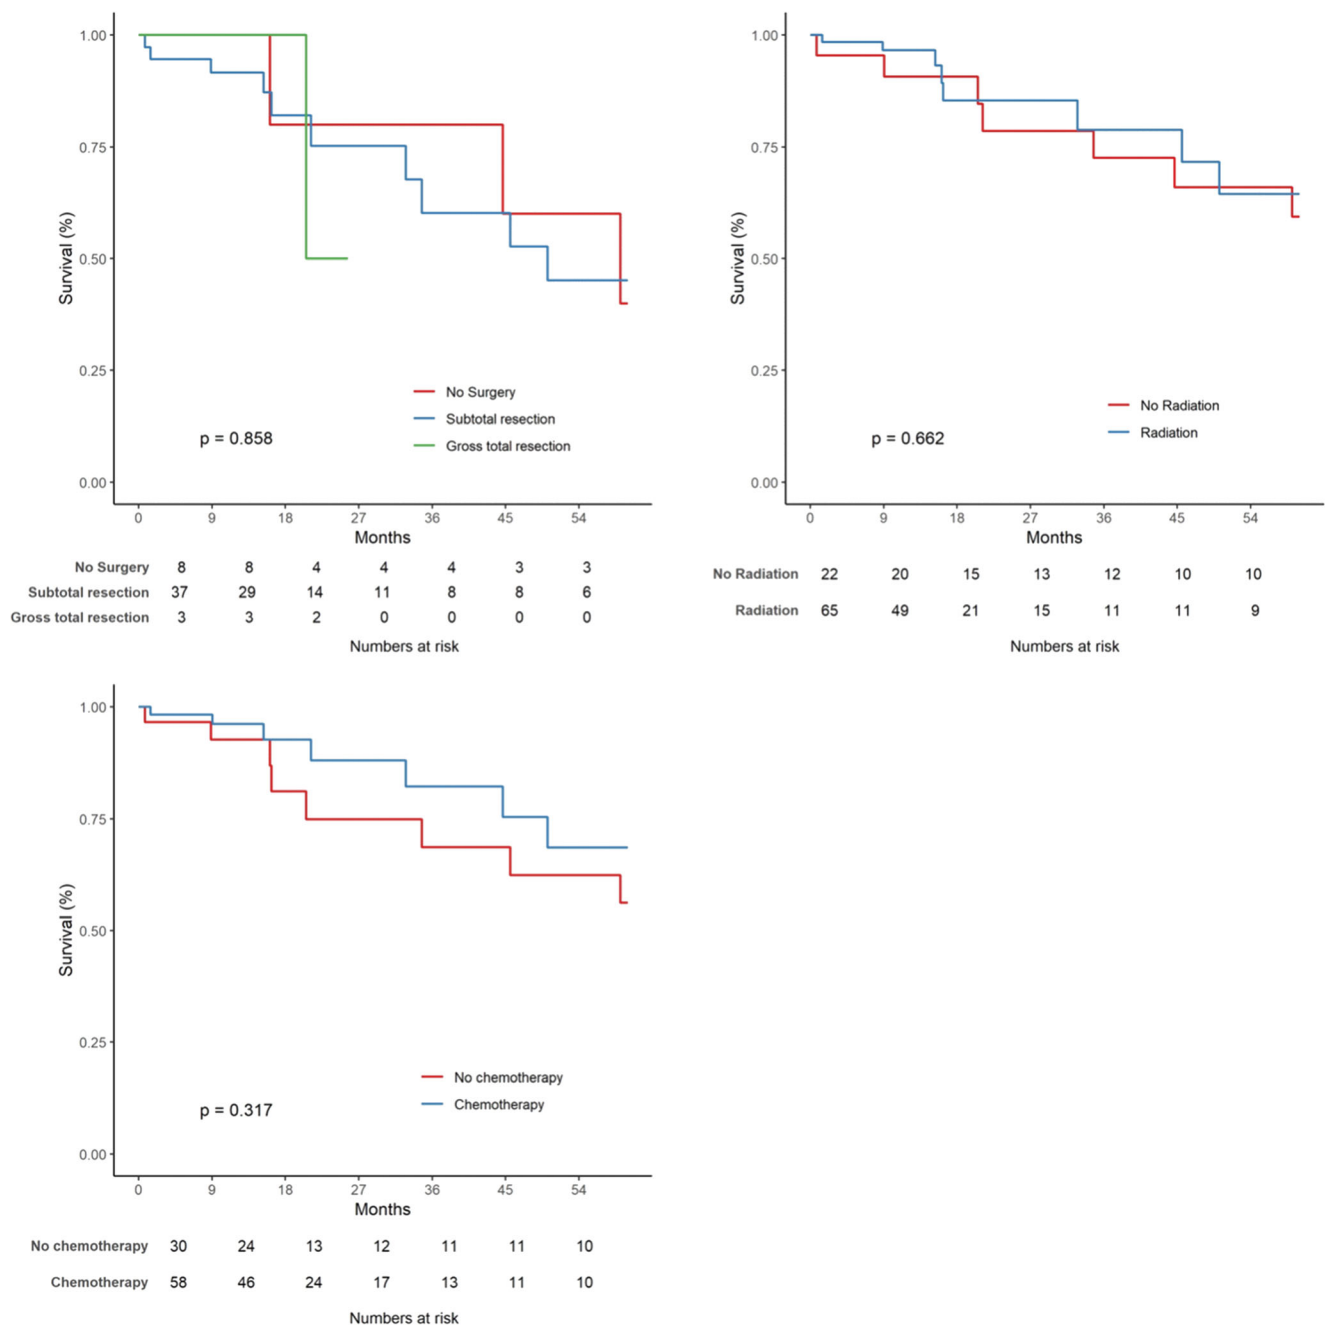 1.00
0.75
0.50
0.25
0.00
Survival (%)
No Surgery
Subtotal resection
Gross total resection
p = 0.858
0 9 18 27 36 45 54
Months
No Surgery 8 8 4 4 4 3 3
Subtotal resection 37 29 14 11 8 8 6
Gross total resection 3 3 2 0 0 0 0
Numbers at risk
1.00
0.75
0.50
0.25
0.00
Survival (%)
No Radiation
Radiation
p = 0.662
0 9 18 27 36 45 54
Months
No Radiation 22 20 15 13 12 10 10
Radiation 65 49 21 15 11 11 9
Numbers at risk
1.00
0.75
0.50
0.25
0.00
Survival (%)
No chemotherapy
Chemotherapy
p = 0.317
0 9 18 27 36 45 54
Months
No chemotherapy 30 24 13 12 11 11 10
Chemotherapy 58 46 24 17 13 11 10
Numbers at risk